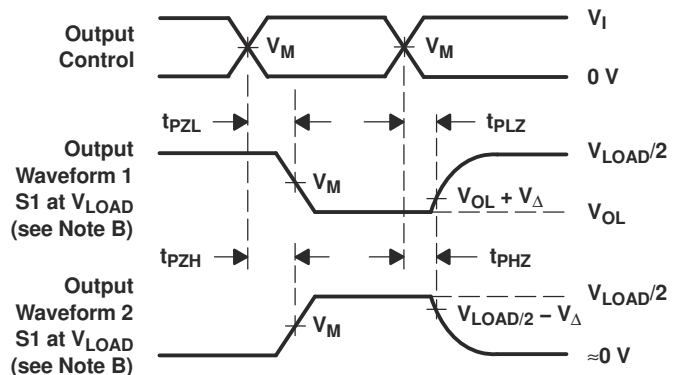 Output
Control
V_I
V_M
V_M
0 V
t_PZL
t_PLZ
Output
Waveform 1
S1 at V_LOAD
(see Note B)
V_LOAD/2
V_M
V_OL + V_Δ
V_OL
t_PZH
t_PHZ
Output
Waveform 2
S1 at V_LOAD
(see Note B)
V_LOAD/2
V_LOAD/2 − V_Δ
V_M
≈0 V